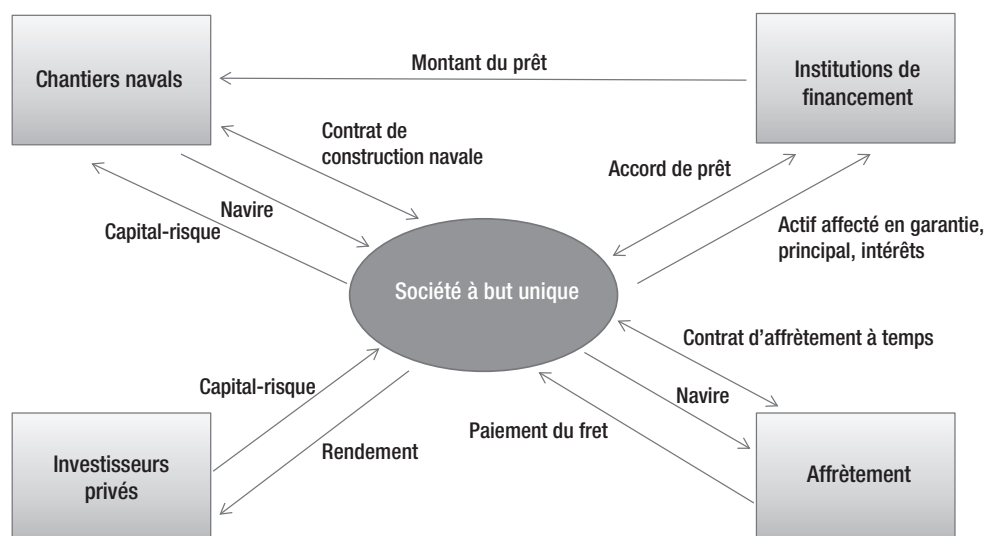 Chantiers navals
Montant du prêt
Institutions de
financement
Contrat de
construction navale
Accord de prêt
Navire
Capital-risque
Actif affecté en garantie,
principal, intérêts
Société à but unique
Contrat d'affrètement à temps
Capital-risque
Navire
Paiement du fret
Rendement
Investisseurs
privés
Affrètement